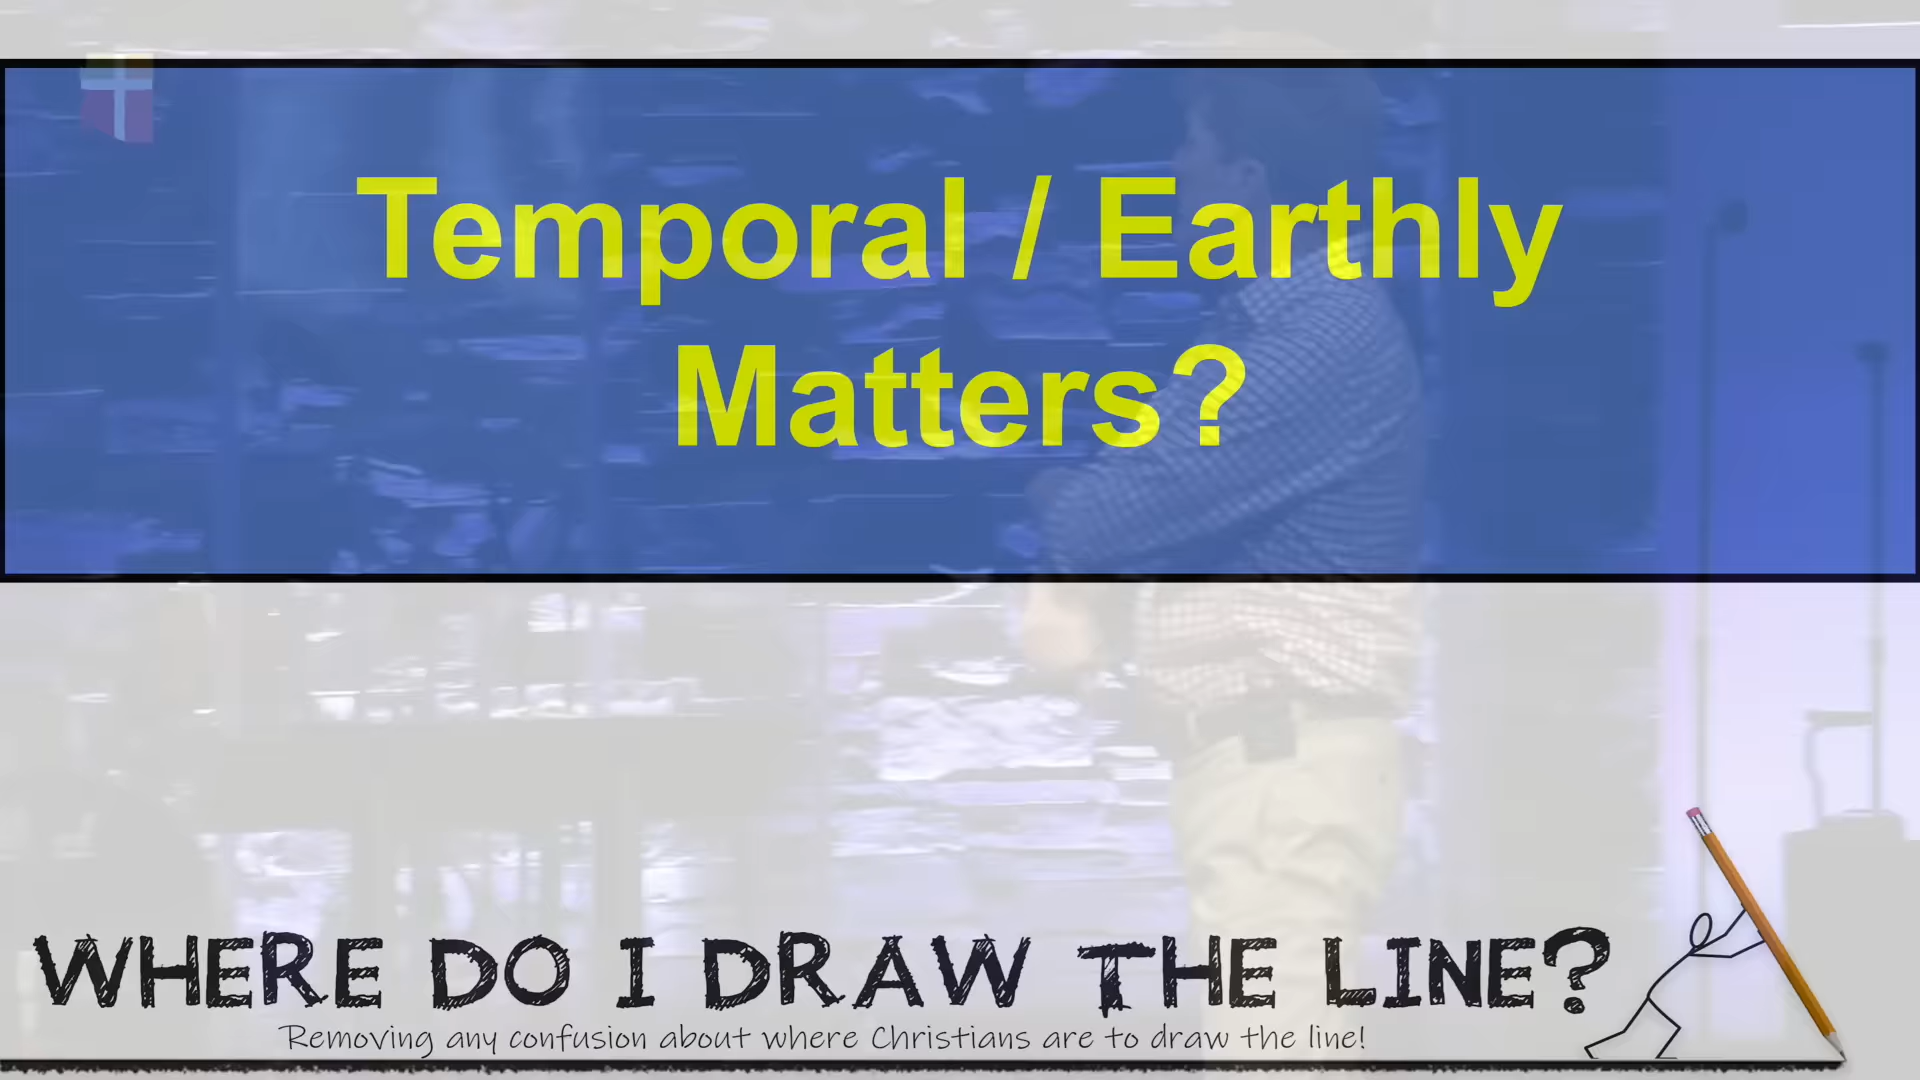 Temporal / Earthly
Matters?
WHERE DO I DRAW THE LINE?
Removing any confusion about where Christians are to draw the line!